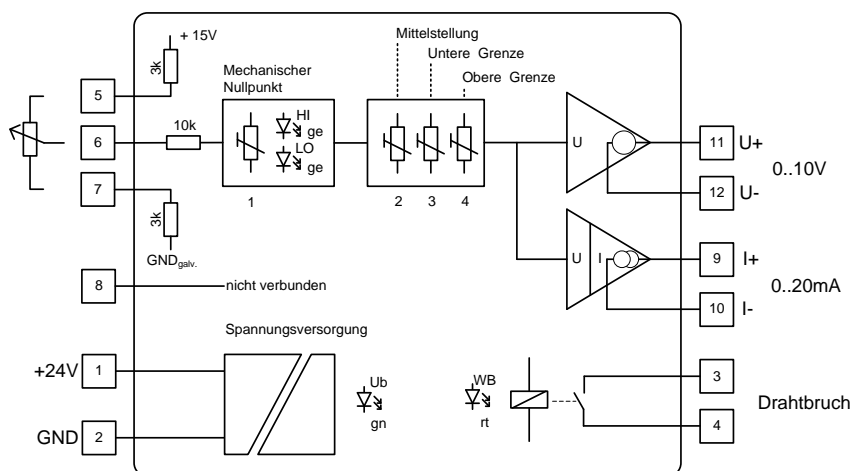 + 15V
3k
5
6
7
10k
3k
GNDgalv.
Mechanischer
Nullpunkt
HI
ge
LO
ge
1
Mittelstellung
Untere Grenze
Obere Grenze
2 3 4
U
11 U+
0..10V
12 U-
U I
9 I+
0..20mA
10 I-
8 nicht verbunden
Spannungsversorgung
+24V 1
GND 2
Ub
gn
WB
rt
3
Drahtbruch
4